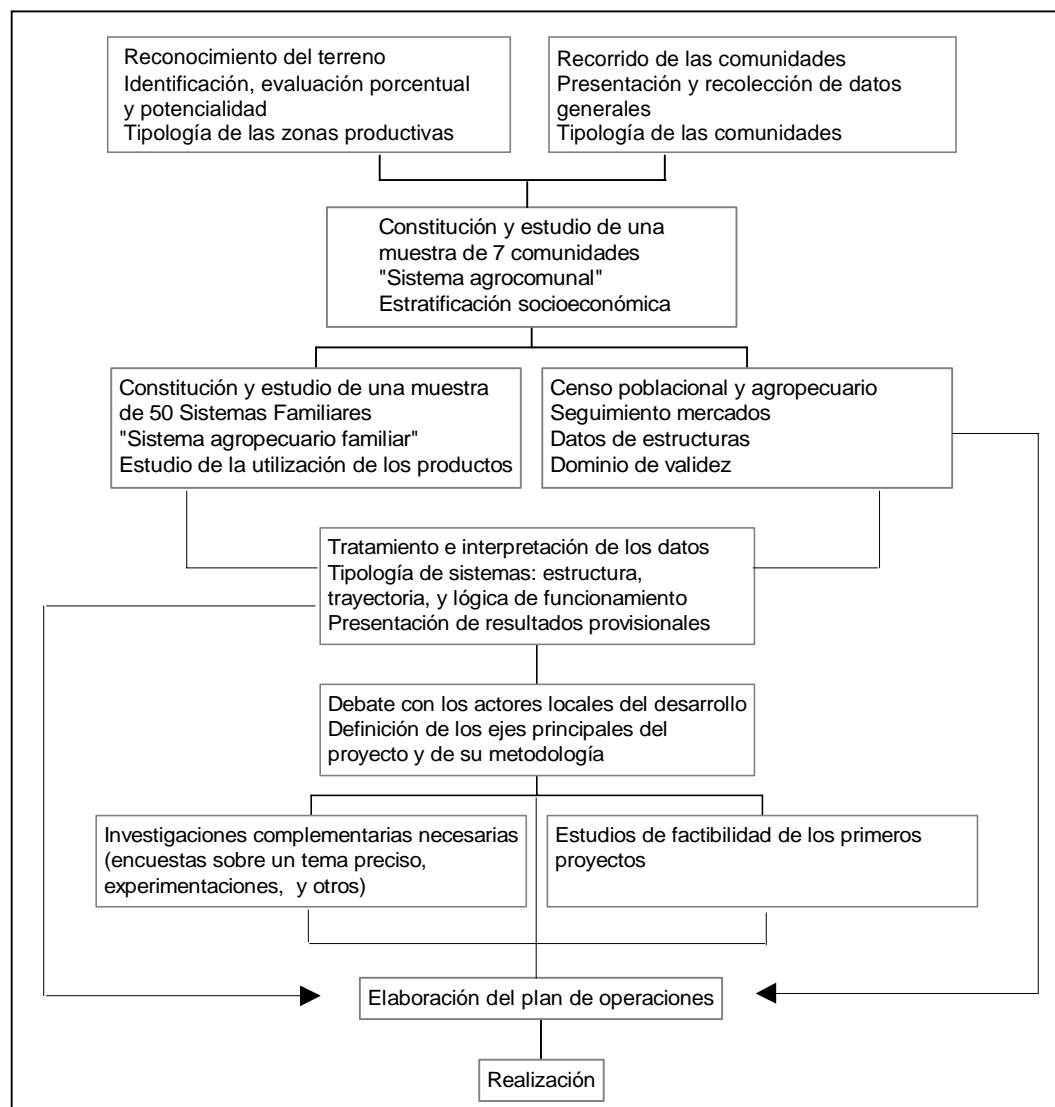 Reconocimiento del terreno
Identificación, evaluación porcentual
y potencialidad
Tipología de las zonas productivas
Recorrido de las comunidades
Presentación y recolección de datos
generales
Tipología de las comunidades
Constitución y estudio de una
muestra de 7 comunidades
"Sistema agrocomunal"
Estratificación socioeconómica
Constitución y estudio de una muestra
de 50 Sistemas Familiares
"Sistema agropecuario familiar"
Estudio de la utilización de los productos
Censo poblacional y agropecuario
Seguimiento mercados
Datos de estructuras
Dominio de validez
Tratamiento e interpretación de los datos
Tipología de sistemas: estructura,
trayectoria, y lógica de funcionamiento
Presentación de resultados provisionales
Debate con los actores locales del desarrollo
Definición de los ejes principales del
proyecto y de su metodología
Investigaciones complementarias necesarias
(encuestas sobre un tema preciso,
experimentaciones, y otros)
Estudios de factibilidad de los primeros
proyectos
Elaboración del plan de operaciones
Realización